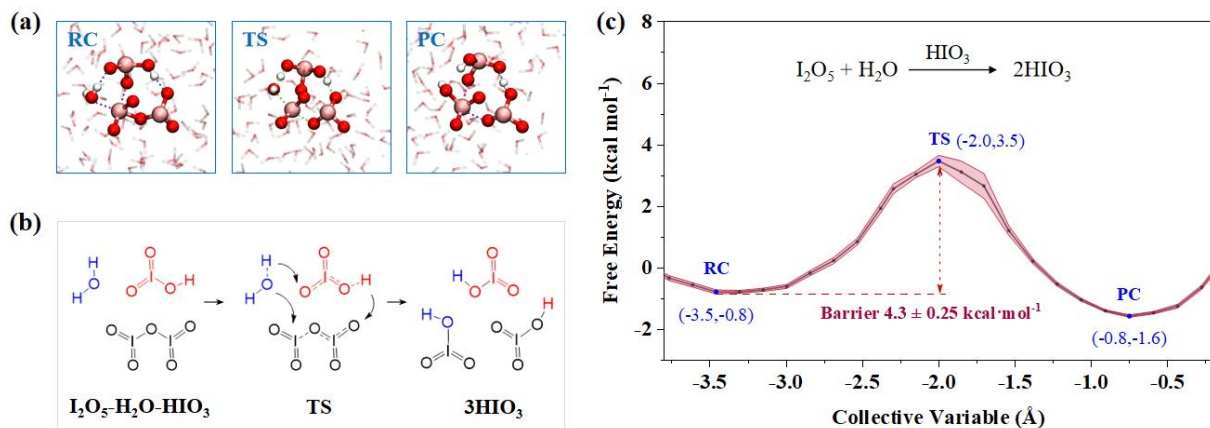 (a)
RC
TS
PC
(b)
H
O
H
O
I
O
O
H
O
I
O
I
O
O
O
H
O
H
O
I
O
O
H
O
I
O
I
O
O
O
O
I
O
O
H
H
O
I
O
O
H
O
I
O
O
I₂O₅-H₂O-HIO₃
TS
3HIO₃
(c)
Free Energy (kcal mol⁻¹)
8
6
4
2
0
-2
I₂O₅ + H₂O
HIO₃
2HIO₃
TS (-2.0,3.5)
RC
(-3.5,-0.8)
Barrier 4.3 ± 0.25 kcal·mol⁻¹
PC
(-0.8,-1.6)
-3.5 -3.0 -2.5 -2.0 -1.5 -1.0 -0.5
Collective Variable (Å)